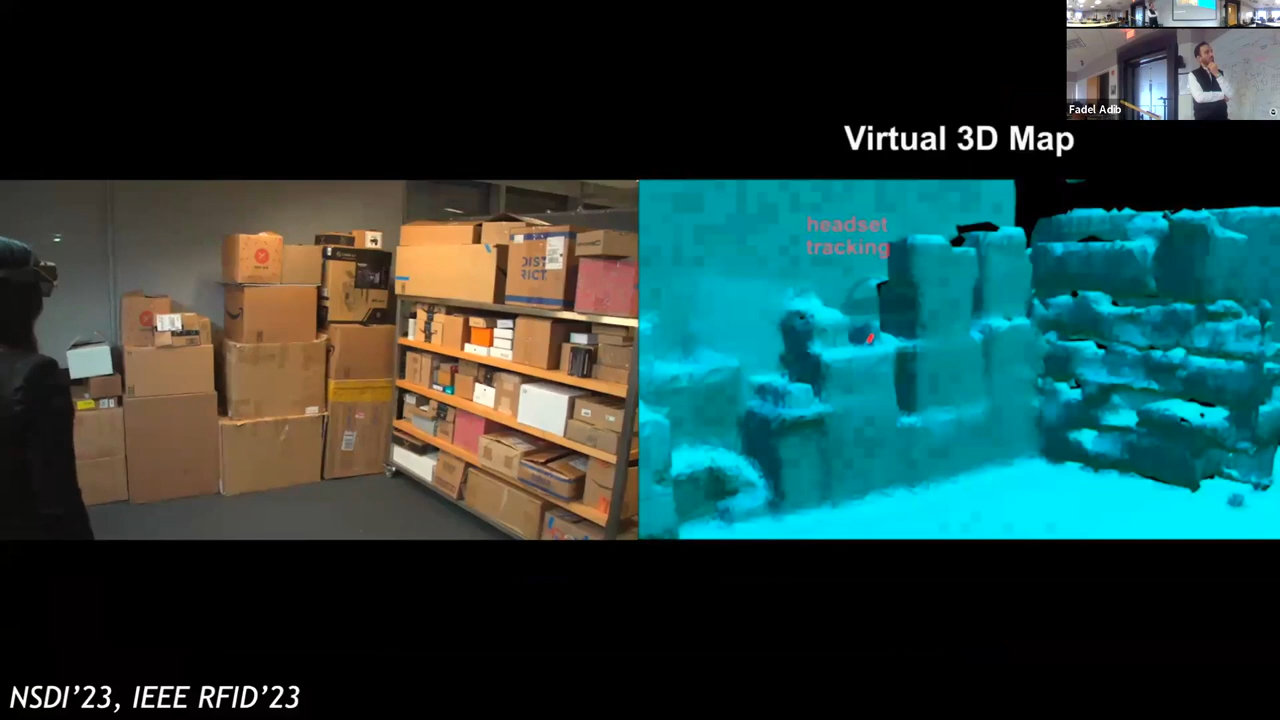 Fadel Adib
Virtual 3D Map
headset
tracking
DIST
RICT
NSDI’23, IEEE RFID’23